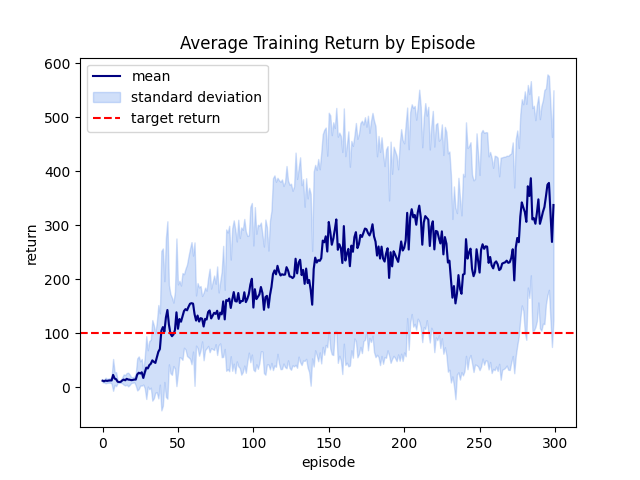 Average Training Return by Episode
mean
standard deviation
target return
return
600
500
400
300
200
100
0
0 50 100 150 200 250 300
episode